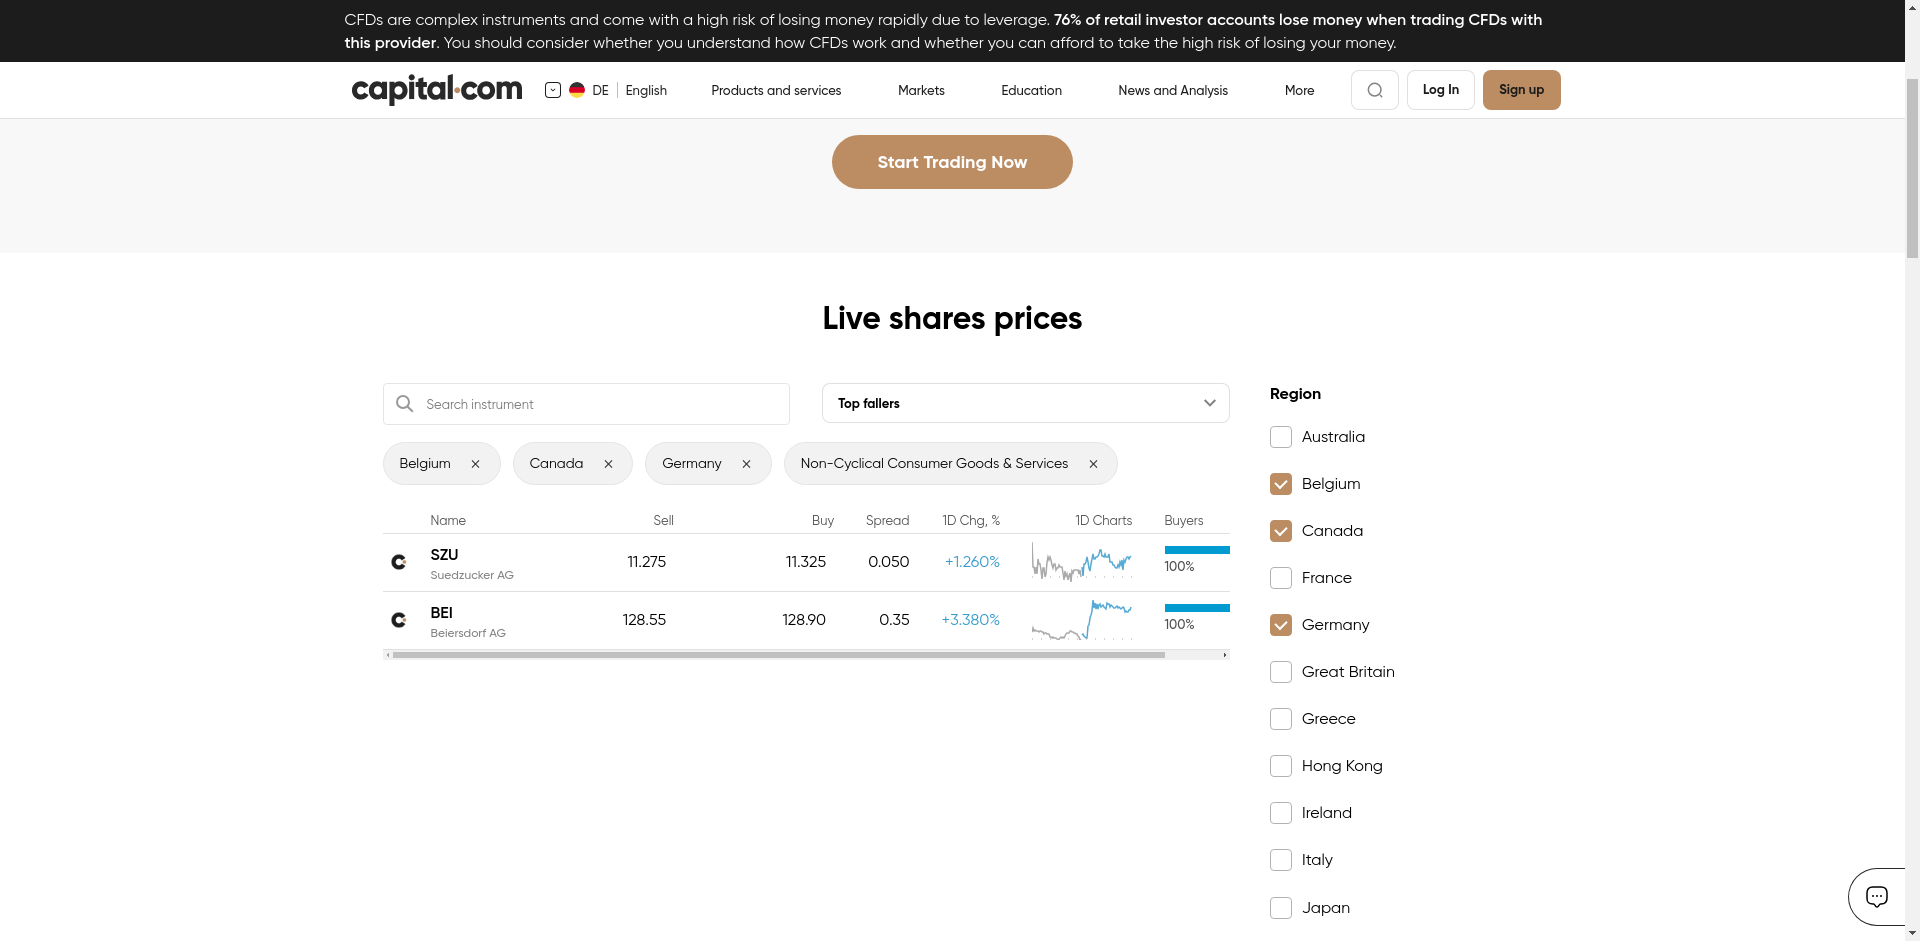 CFDs are complex instruments and come with a high risk of losing money rapidly due to leverage. 76% of retail investor accounts lose money when trading CFDs with
this provider. You should consider whether you understand how CFDs work and whether you can afford to take the high risk of losing your money.
capital.com DE English Products and services Markets Education News and Analysis More Log In Sign up
Start Trading Now
Live shares prices
Search instrument
Top fallers
Belgium Canada Germany Non-Cyclical Consumer Goods & Services
Name Sell Buy Spread 1D Chg, % 1D Charts Buyers
SZU 11.275 11.325 0.050 +1.260% 100%
Suedzucker AG
BEI 128.55 128.90 0.35 +3.380% 100%
Beiersdorf AG
Region
Australia
Belgium
Canada
France
Germany
Great Britain
Greece
Hong Kong
Ireland
Italy
Japan